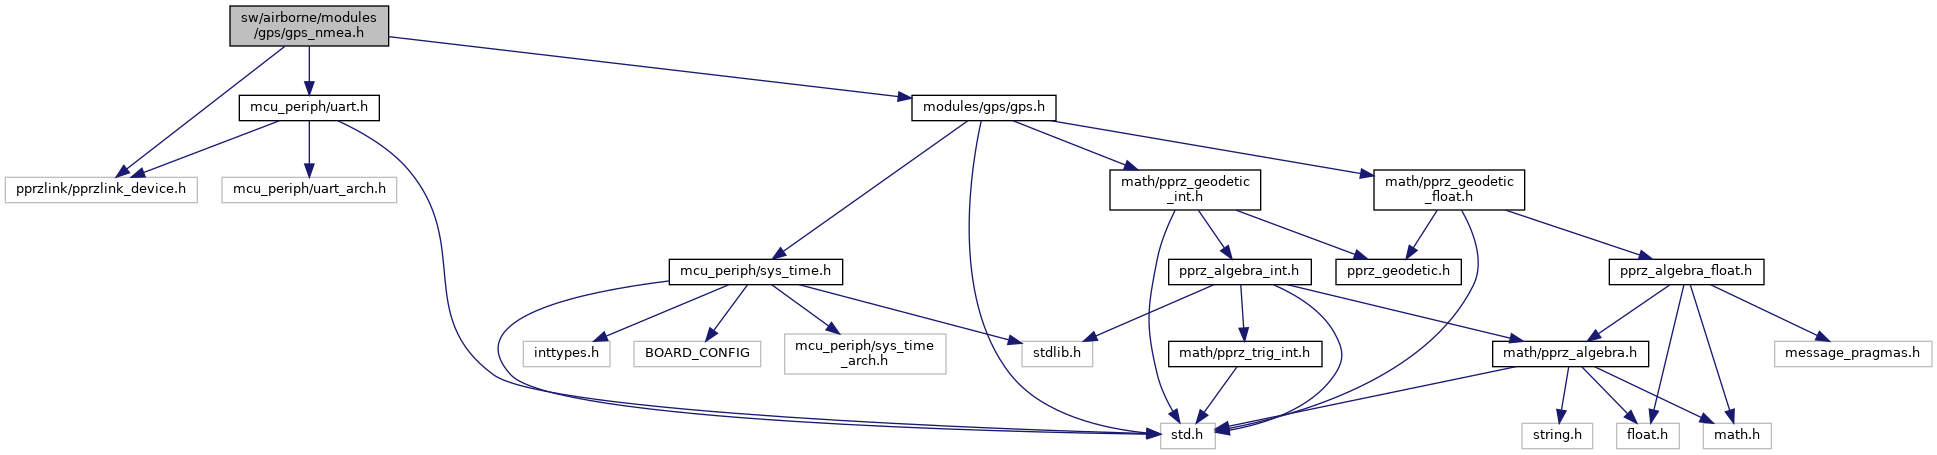 sw/airborne/modules
/gps/gps_nmea.h
mcu_periph/uart.h
modules/gps/gps.h
pprzlink/pprzlink_device.h
mcu_periph/uart_arch.h
math/pprz_geodetic
_int.h
math/pprz_geodetic
_float.h
mcu_periph/sys_time.h
pprz_algebra_int.h
pprz_geodetic.h
pprz_algebra_float.h
inttypes.h
BOARD_CONFIG
mcu_periph/sys_time
_arch.h
stdlib.h
math/pprz_trig_int.h
math/pprz_algebra.h
message_pragmas.h
std.h
string.h
float.h
math.h